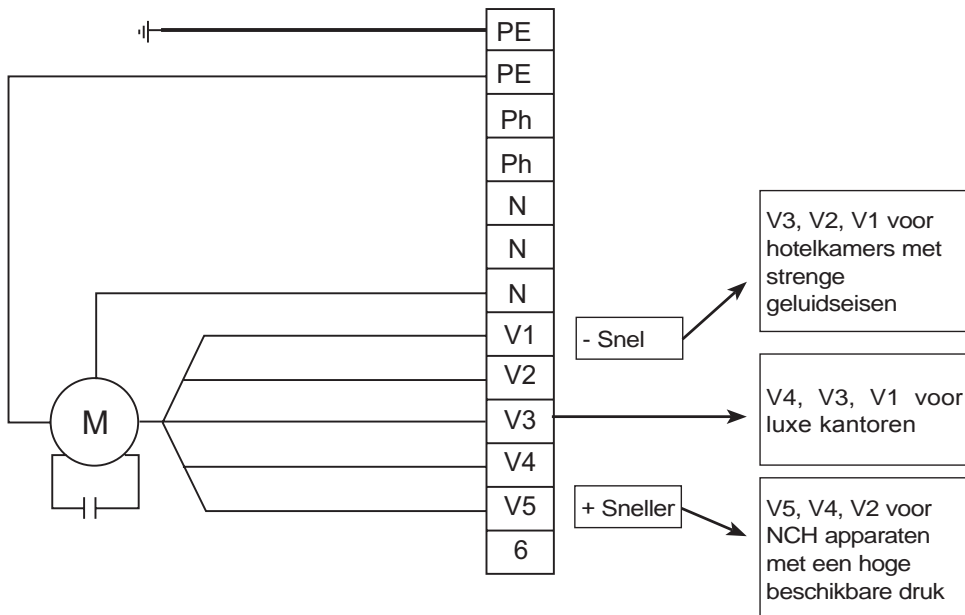 PE
PE
Ph
Ph
N
N
N
V1
V2
V3
V4
V5
6
M
- Snel
+ Sneller
V3, V2, V1 voor
hotelkamers met
strenge
geluidseisen
V4, V3, V1 voor
luxe kantoren
V5, V4, V2 voor
NCH apparaten
met een hoge
beschikbare druk